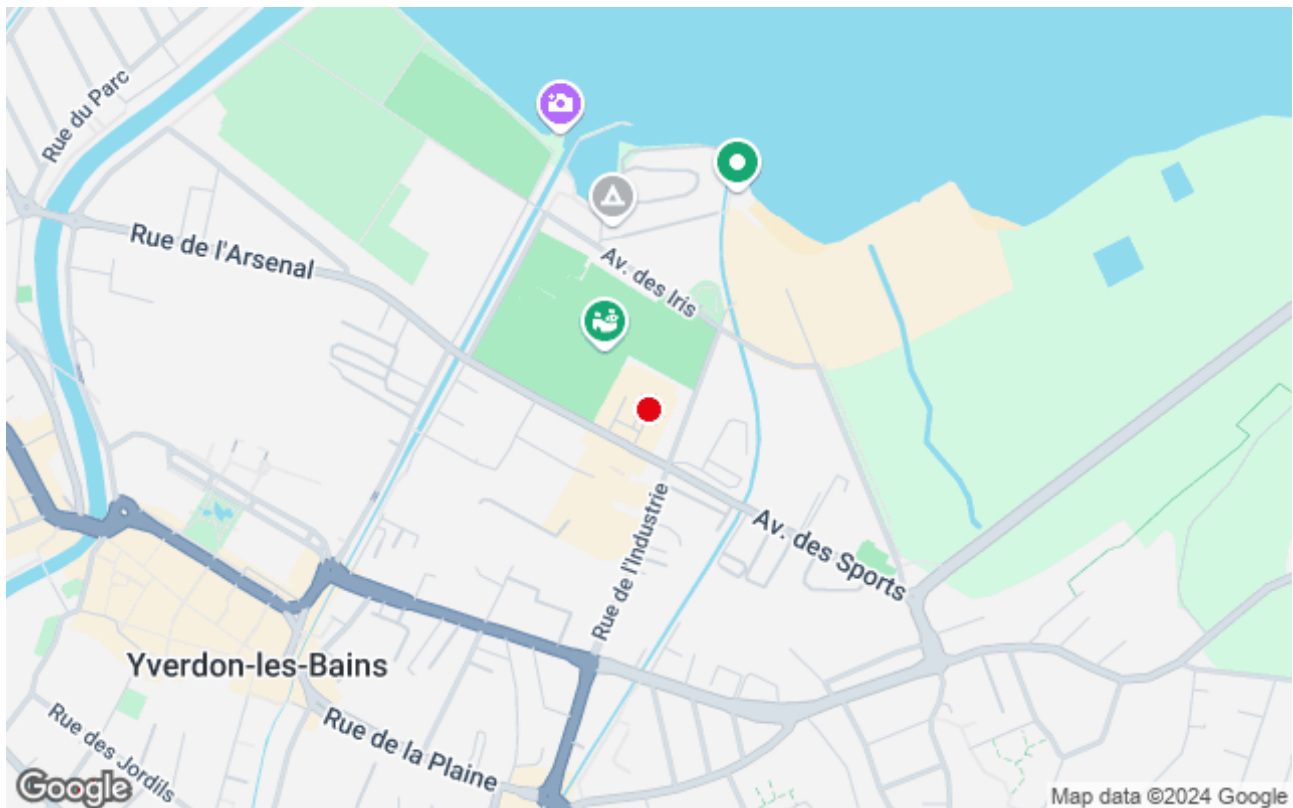 Rue du Parc
Rue de l'Arsenal
Av. des Iris
Av. des Sports
Rue de l'Industrie
Yverdon-les-Bains
Rue de la Plaine
Rue des Jordils
Google
Map data ©2024 Google